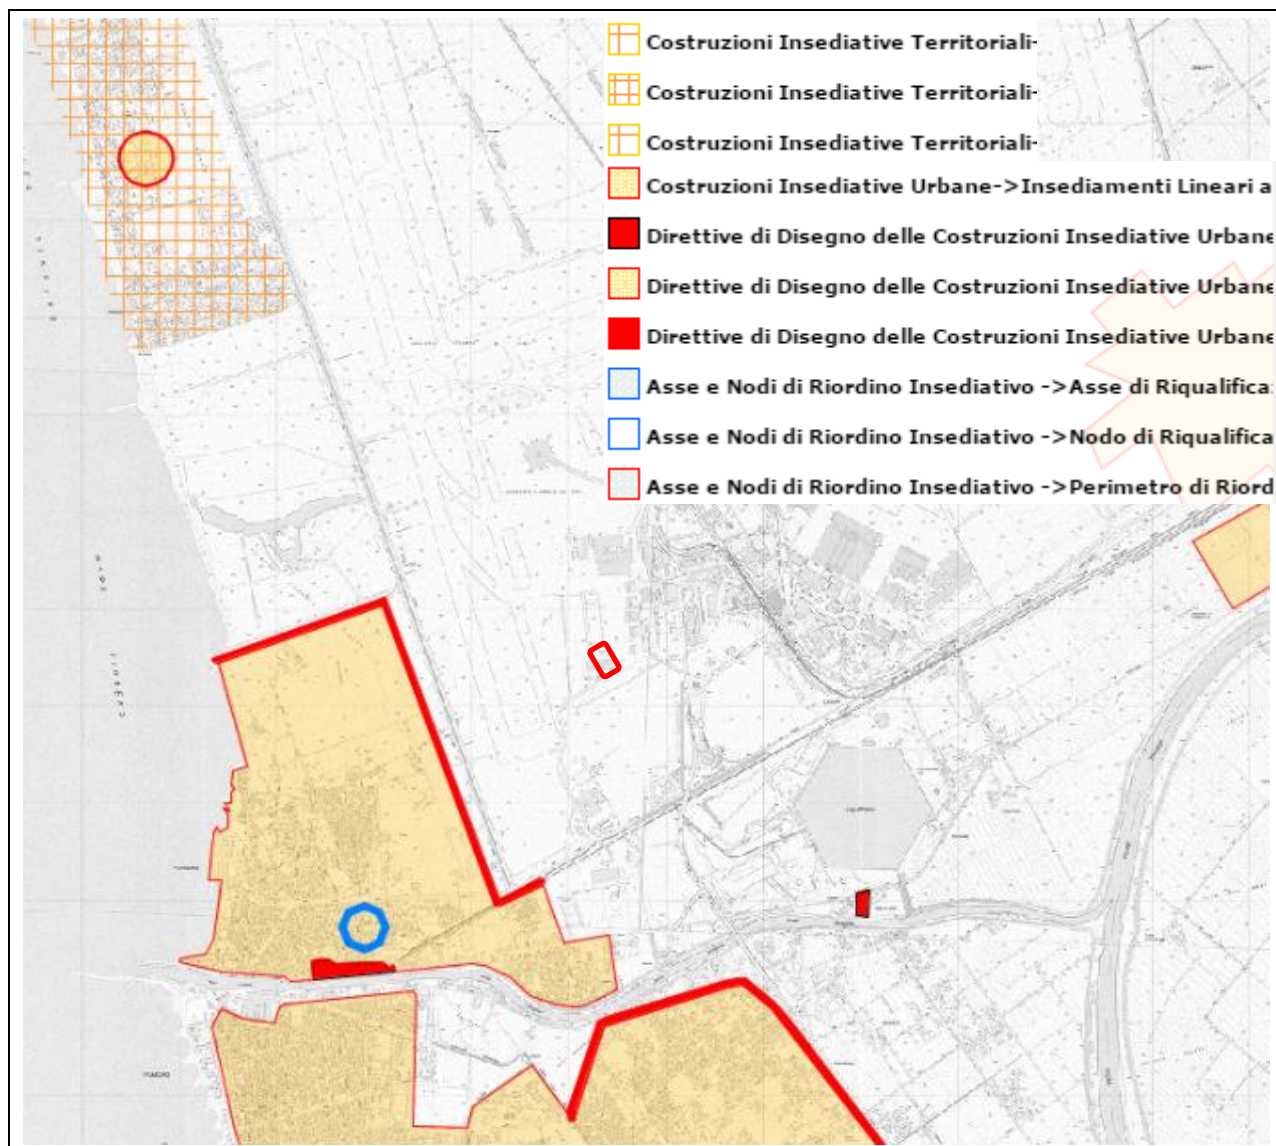 Costruzioni Insediative Territoriali-
Costruzioni Insediative Territoriali-
Costruzioni Insediative Territoriali-
Costruzioni Insediative Urbane->Insediamenti Lineari a
Direttive di Disegno delle Costruzioni Insediative Urbane
Direttive di Disegno delle Costruzioni Insediative Urbane
Direttive di Disegno delle Costruzioni Insediative Urbane
Asse e Nodi di Riordino Insediativo ->Asse di Riqualifica
Asse e Nodi di Riordino Insediativo ->Nodo di Riqualifica
Asse e Nodi di Riordino Insediativo ->Perimetro di Riord